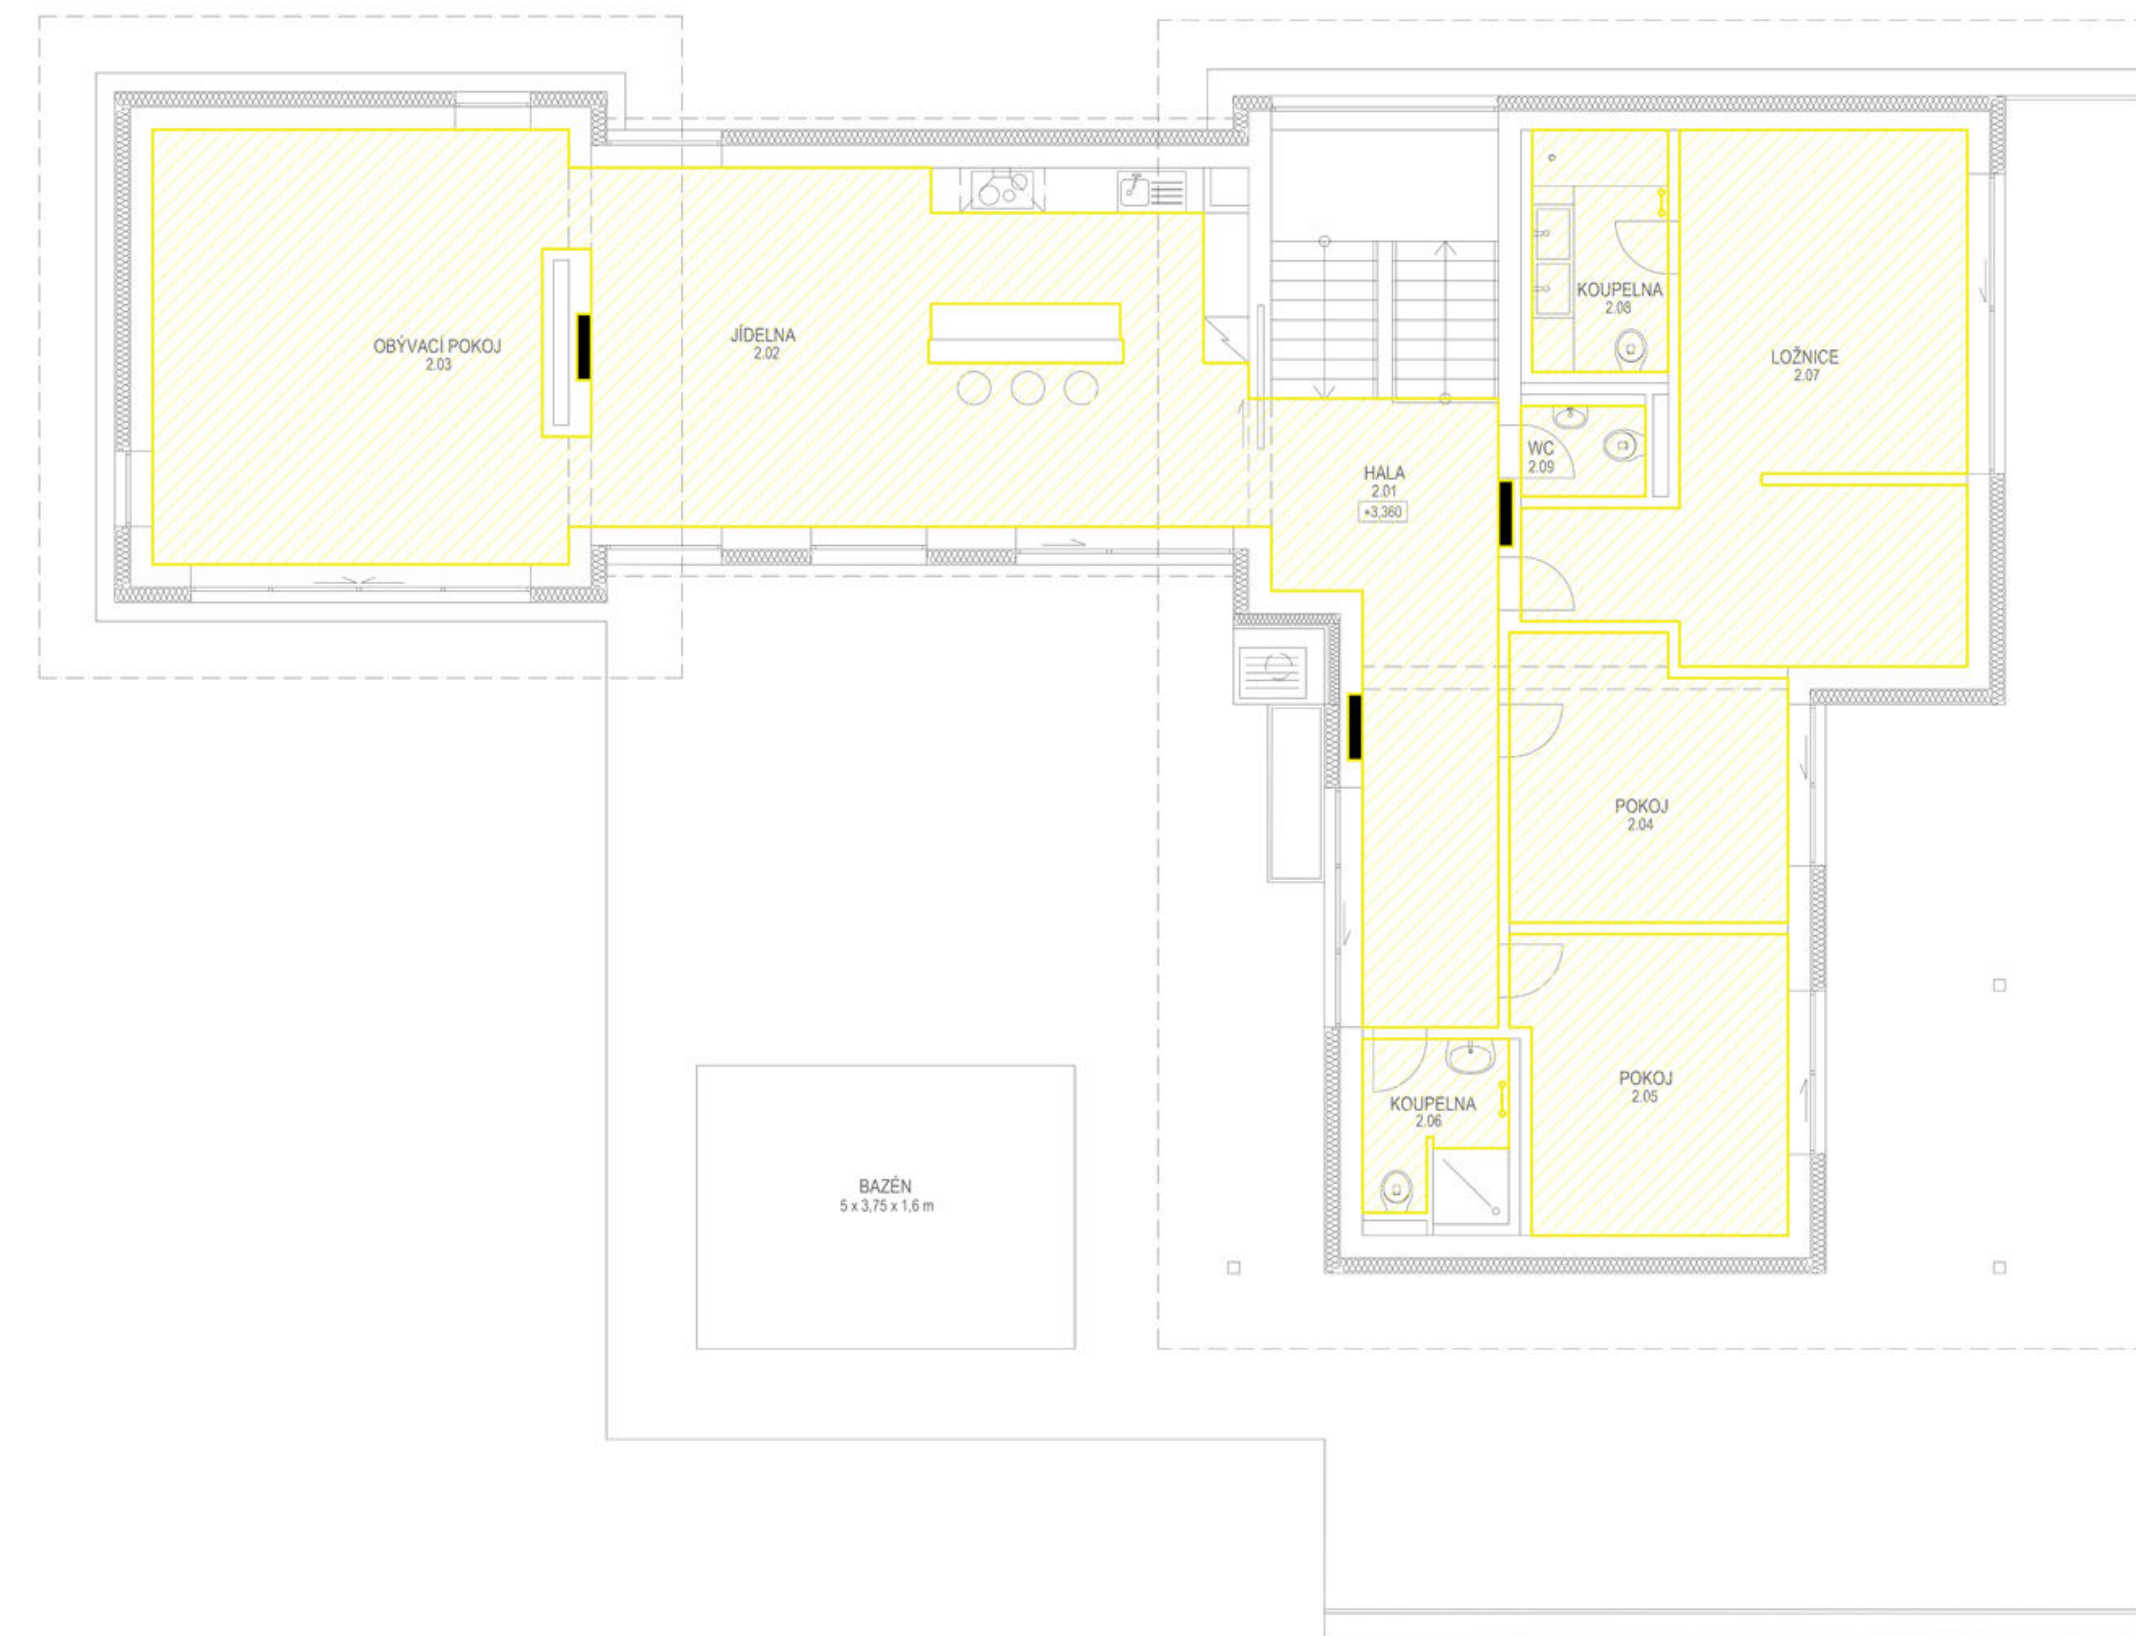 KOUPELNA
2.08
JÍDELNA
2.02
OBÝVACÍ POKOJ
2.03
LOŽNICE
2.07
WC
2.09
HALA
2.01
+3,360
POKOJ
2.04
POKOJ
2.05
KOUPELNA
2.06
BAZÉN
5 x 3,75 x 1,6 m